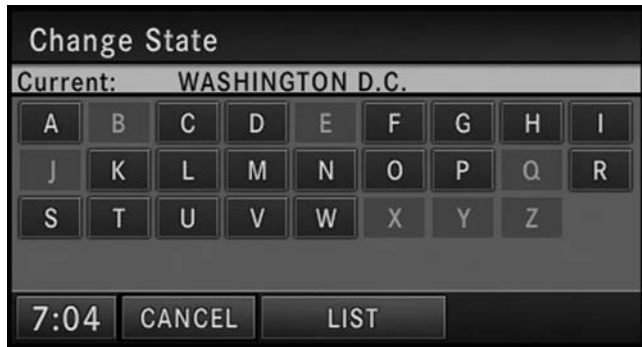 Change State
Current: WASHINGTON D.C.
A B C D E F G H I
J K L M N O P Q R
S T U V W X Y Z
7:04 CANCEL LIST